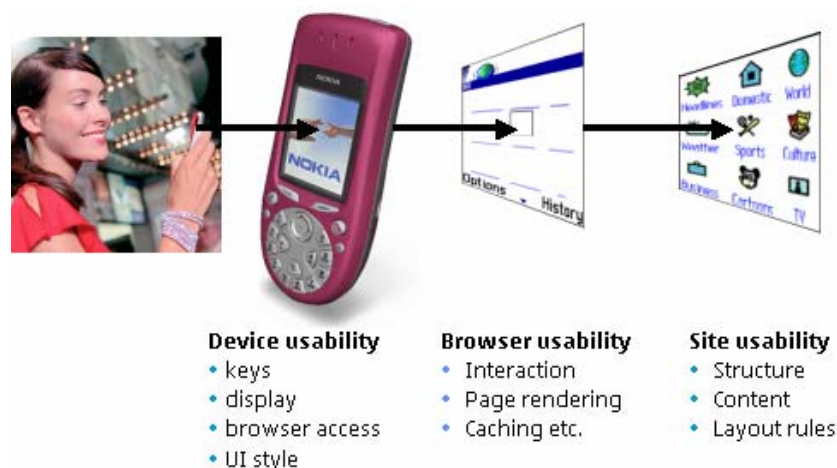 NOKIA
NOKIA
Options
History
Headlines Domestic World
Weather Sports Culture
Business Cartoons TV
Device usability
• keys
• display
• browser access
• UI style
Browser usability
• Interaction
• Page rendering
• Caching etc.
Site usability
• Structure
• Content
• Layout rules